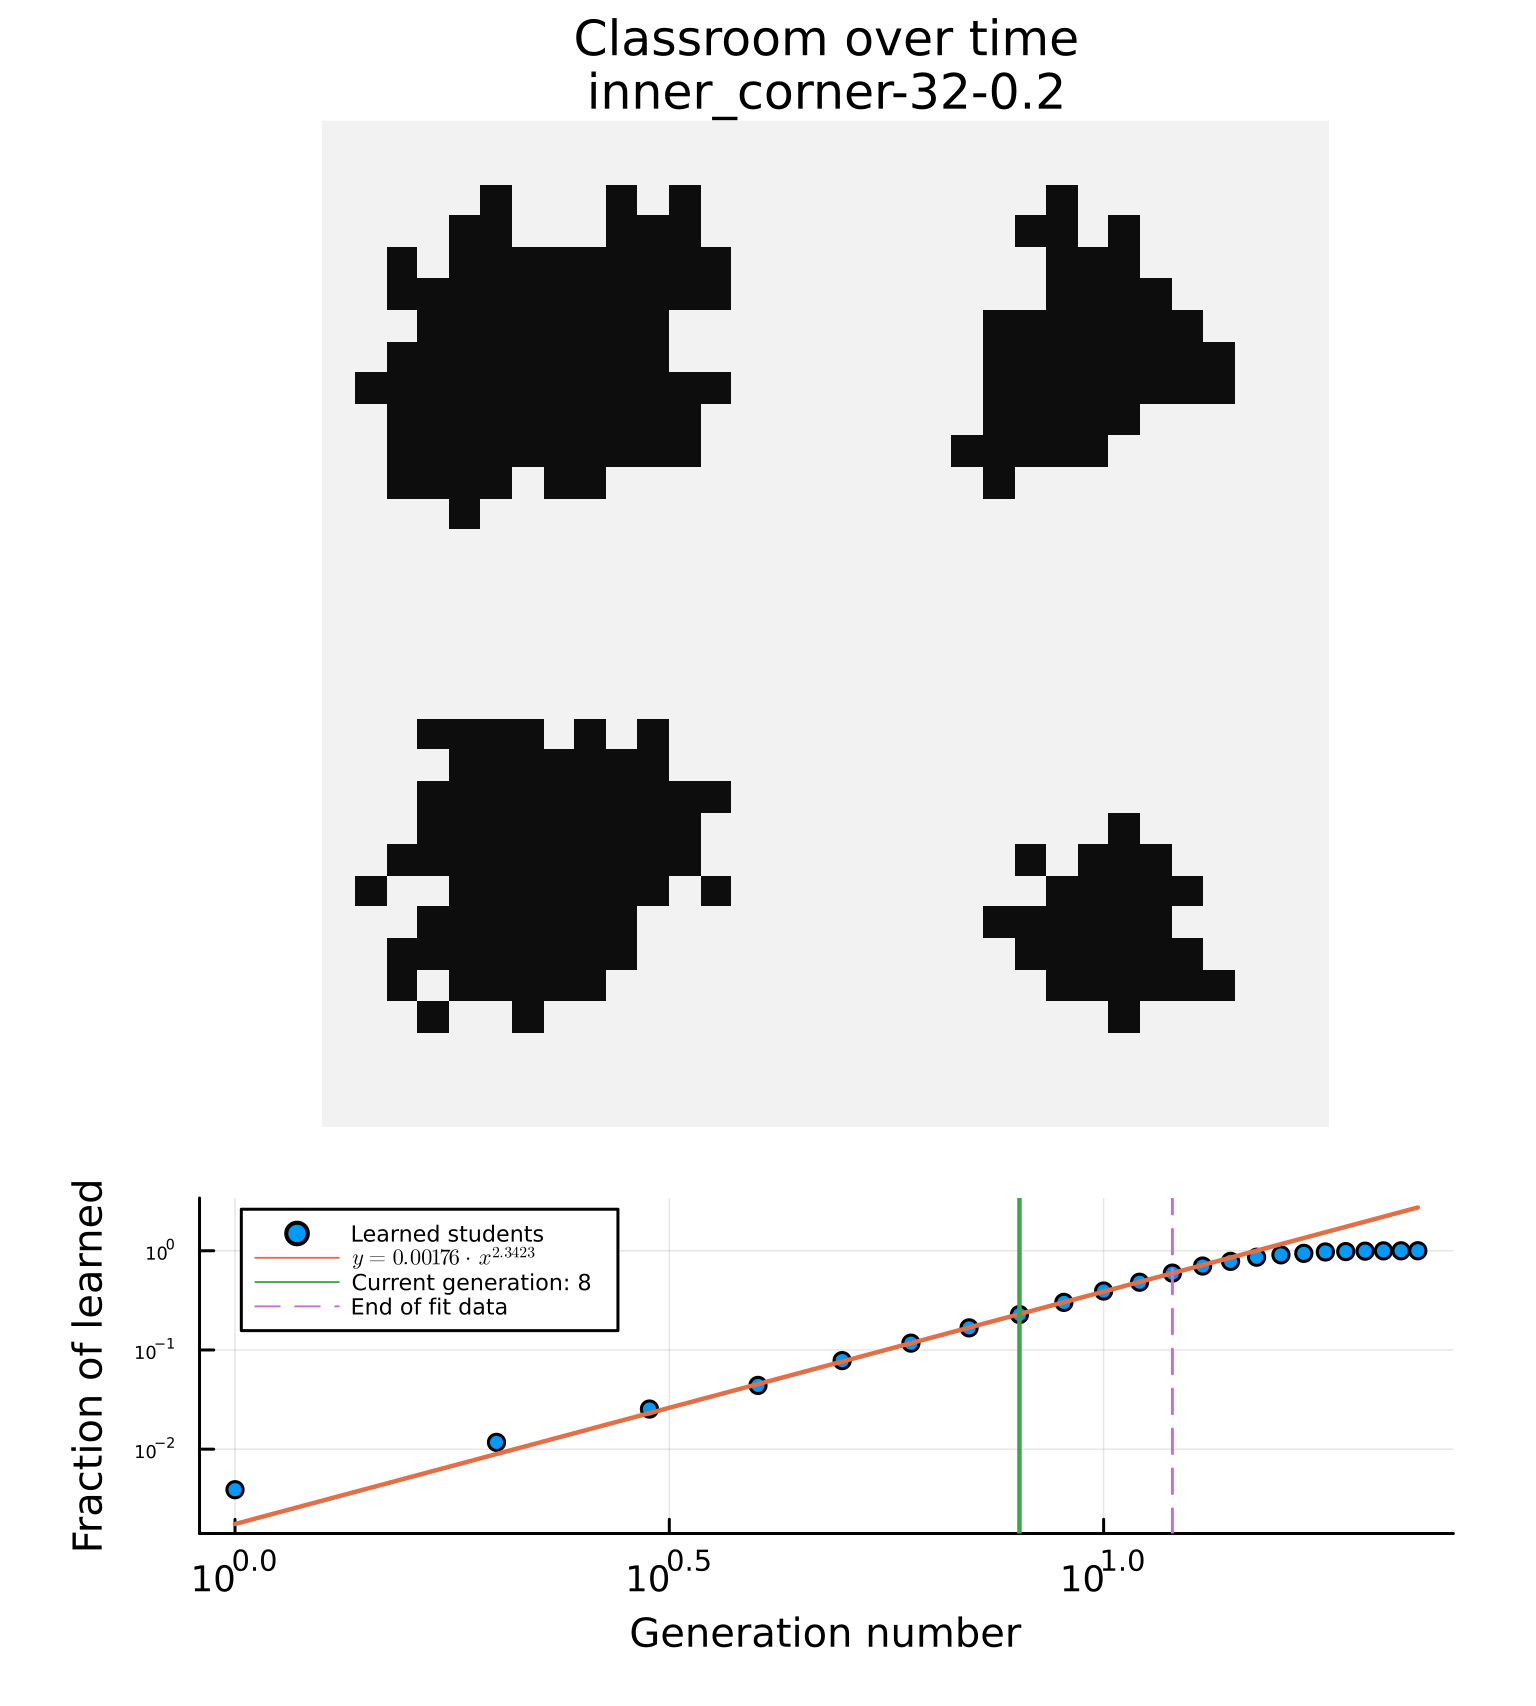 Classroom over time
inner_corner-32-0.2
Fraction of learned
10⁰
10⁻¹
10⁻²
Learned students
y = 0.00176 · x^2.3423
Current generation: 8
End of fit data
10^0.0
10^0.5
10^1.0
Generation number